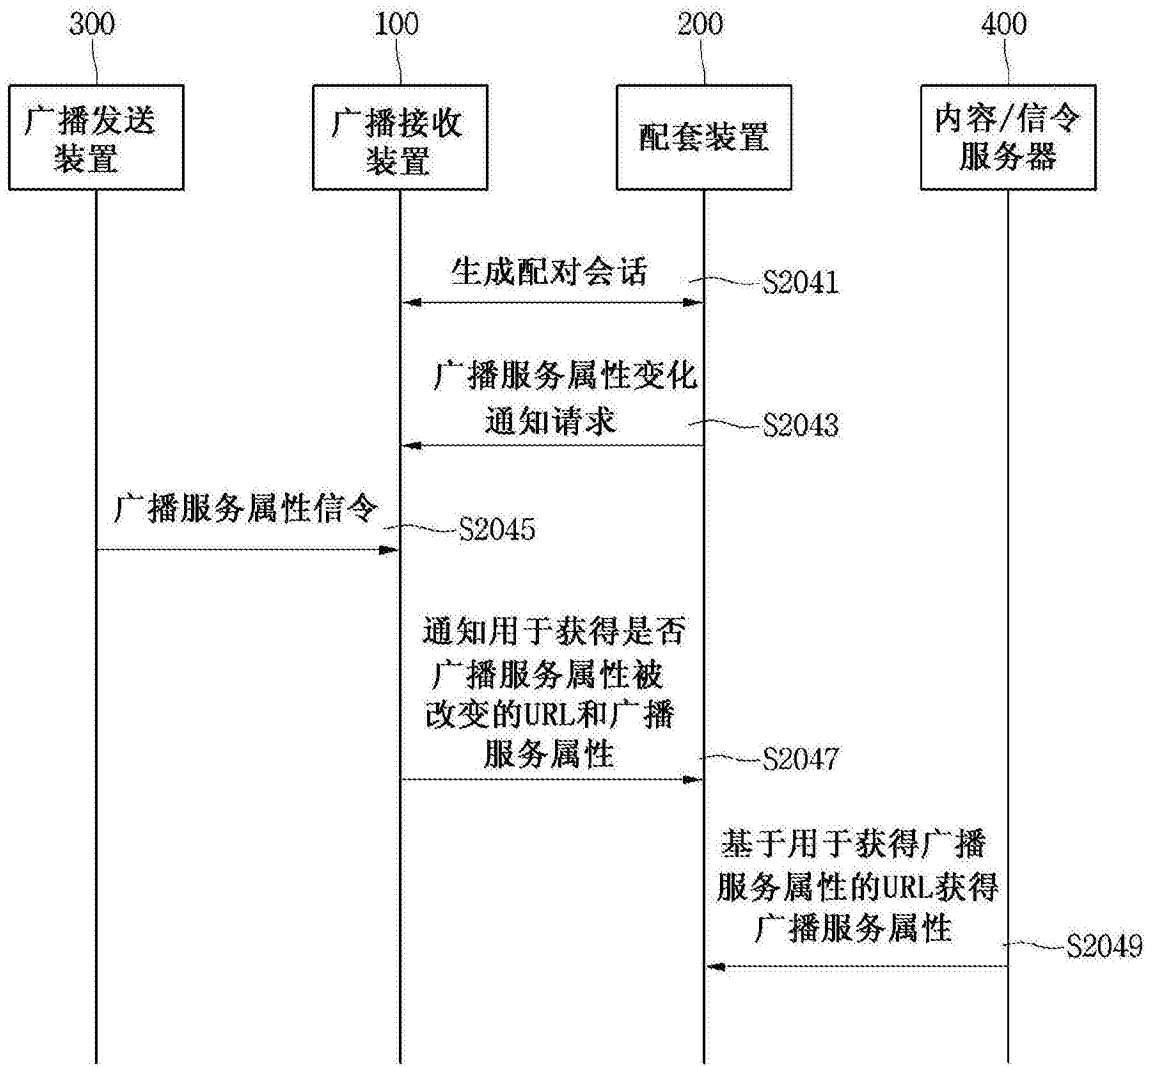 300
100
200
400
广播发送
装置
广播接收
装置
配套装置
内容/信令
服务器
生成配对会话
S2041
广播服务属性变化
通知请求
S2043
广播服务属性信令
S2045
通知用于获得是否
广播服务属性被
改变的URL和广播
服务属性
S2047
基于用于获得广播
服务属性的URL获得
广播服务属性
S2049